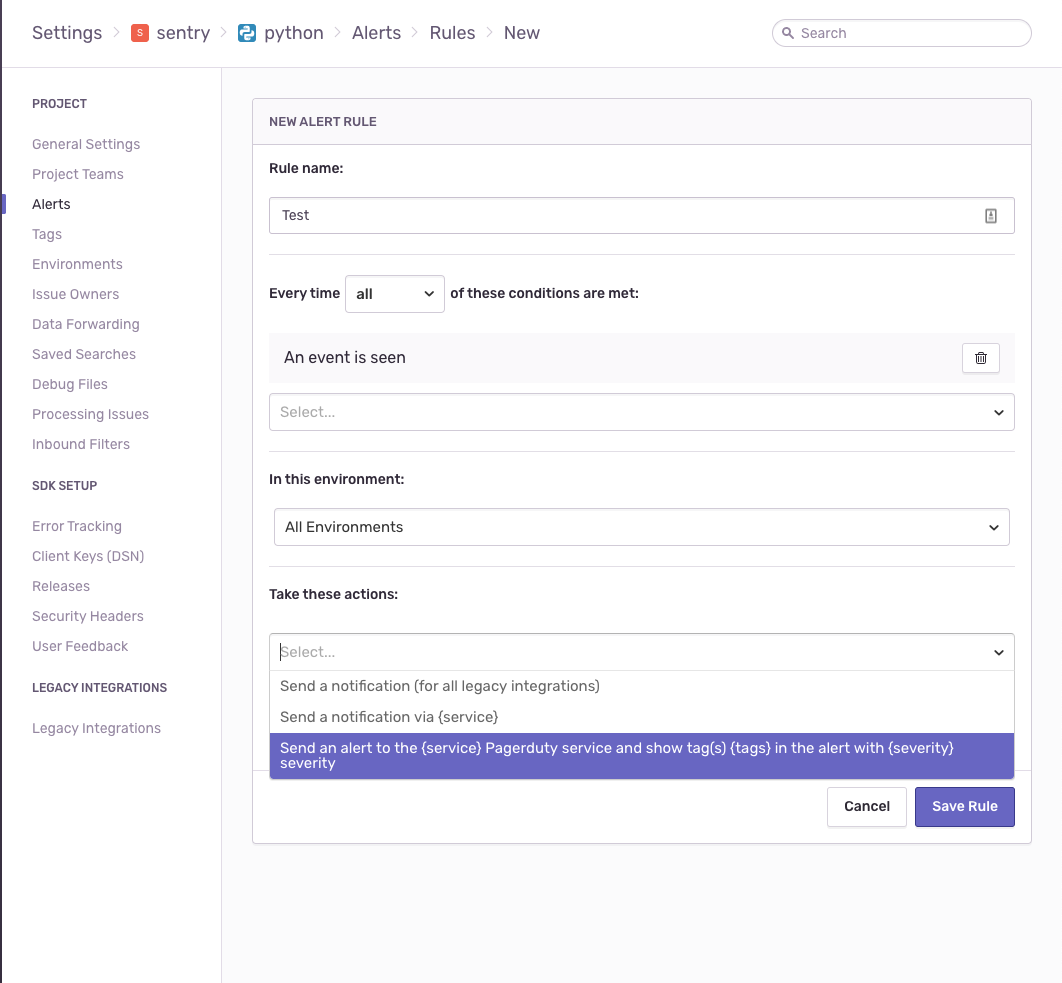 Settings > S sentry > python > Alerts > Rules > New
Search
PROJECT
General Settings
Project Teams
Alerts
Tags
Environments
Issue Owners
Data Forwarding
Saved Searches
Debug Files
Processing Issues
Inbound Filters
SDK SETUP
Error Tracking
Client Keys (DSN)
Releases
Security Headers
User Feedback
LEGACY INTEGRATIONS
Legacy Integrations
NEW ALERT RULE
Rule name:
Test
Every time all of these conditions are met:
An event is seen
Select...
In this environment:
All Environments
Take these actions:
Select...
Send a notification (for all legacy integrations)
Send a notification via {service}
Send an alert to the {service} Pagerduty service and show tag(s) {tags} in the alert with {severity}
severity
Cancel
Save Rule